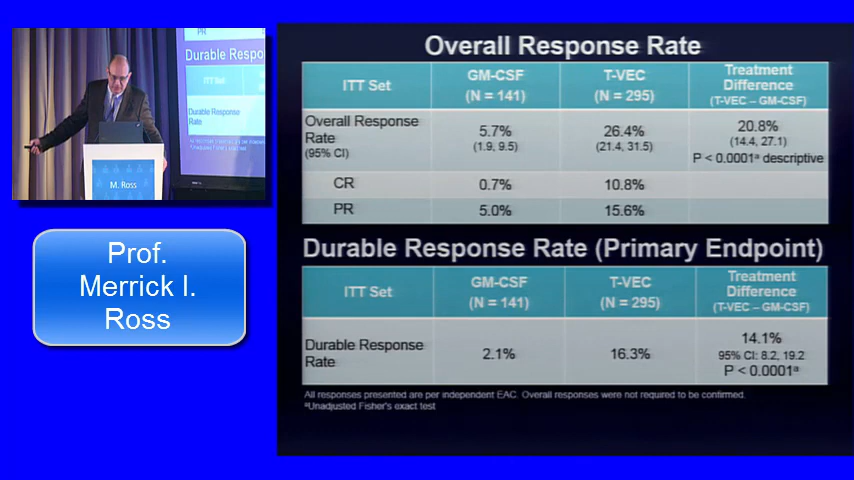 PR
Durable Respo
ITT Set
Durable Response
Rate
M. Ross
Prof.
Merrick I.
Ross
Overall Response Rate
ITT Set
GM-CSF
(N = 141)
T-VEC
(N = 295)
Treatment
Difference
(T-VEC – GM-CSF)
Overall Response
Rate
(95% CI)
5.7%
(1.9, 9.5)
26.4%
(21.4, 31.5)
20.8%
(14.4, 27.1)
P < 0.0001ª descriptive
CR
0.7%
10.8%
PR
5.0%
15.6%
Durable Response Rate (Primary Endpoint)
ITT Set
GM-CSF
(N = 141)
T-VEC
(N = 295)
Treatment
Difference
(T-VEC – GM-CSF)
Durable Response
Rate
2.1%
16.3%
14.1%
95% CI: 8.2, 19.2
P < 0.0001ª
All responses presented are per independent EAC. Overall responses were not required to be confirmed.
ªUnadjusted Fisher's exact test